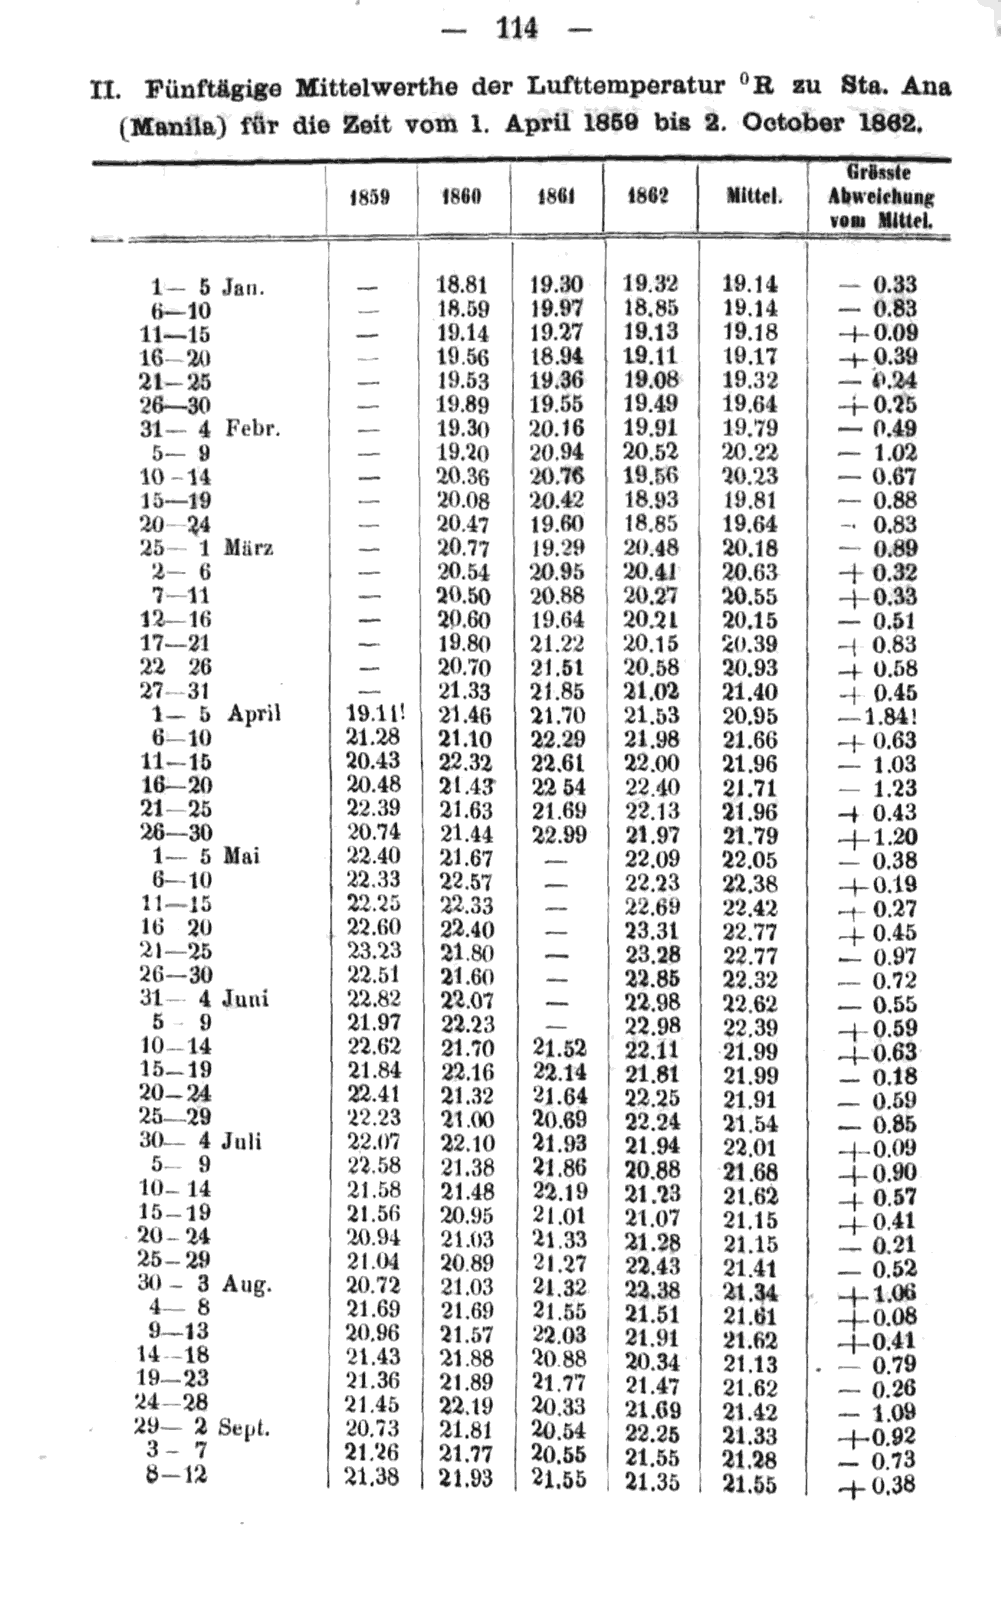 — 114 —
II. Fünftägige Mittelwerthe der Lufttemperatur ⁰R zu Sta. Ana
(Manila) für die Zeit vom 1. April 1859 bis 2. October 1862.
1859 1860 1861 1862 Mittel. Grösste Abweichung vom Mittel.
1— 5 Jan. — 18.81 19.30 19.32 19.14 — 0.33
6—10 — 18.59 19.97 18.85 19.14 — 0.83
11—15 — 19.14 19.27 19.13 19.18 + 0.09
16—20 — 19.56 18.94 19.11 19.17 + 0.39
21—25 — 19.53 19.36 19.08 19.32 — 0.24
26—30 — 19.89 19.55 19.49 19.64 + 0.25
31— 4 Febr. — 19.30 20.16 19.91 19.79 — 0.49
5— 9 — 19.20 20.94 20.52 20.22 — 1.02
10–14 — 20.36 20.76 19.56 20.23 — 0.67
15—19 — 20.08 20.42 18.93 19.81 — 0.88
20—24 — 20.47 19.60 18.85 19.64 – 0.83
25— 1 März — 20.77 19.29 20.48 20.18 — 0.89
2— 6 — 20.54 20.95 20.41 20.63 + 0.32
7—11 — 20.50 20.88 20.27 20.55 + 0.33
12—16 — 20.60 19.64 20.21 20.15 — 0.51
17—21 — 19.80 21.22 20.15 20.39 + 0.83
22 26 — 20.70 21.51 20.58 20.93 + 0.58
27—31 — 21.33 21.85 21.02 21.40 + 0.45
1— 5 April 19.11! 21.46 21.70 21.53 20.95 —1.84!
6—10 21.28 21.10 22.29 21.98 21.66 + 0.63
11—15 20.43 22.32 22.61 22.00 21.96 — 1.03
16—20 20.48 21.43 22 54 22.40 21.71 — 1.23
21—25 22.39 21.63 21.69 22.13 21.96 + 0.43
26—30 20.74 21.44 22.99 21.97 21.79 + 1.20
1— 5 Mai 22.40 21.67 — 22.09 22.05 — 0.38
6—10 22.33 22.57 — 22.23 22.38 + 0.19
11—15 22.25 22.33 — 22.69 22.42 + 0.27
16 20 22.60 22.40 — 23.31 22.77 + 0.45
21—25 23.23 21.80 — 23.28 22.77 — 0.97
26—30 22.51 21.60 — 22.85 22.32 — 0.72
31— 4 Juni 22.82 22.07 — 22.98 22.62 — 0.55
5 – 9 21.97 22.23 — 22.98 22.39 + 0.59
10—14 22.62 21.70 21.52 22.11 21.99 + 0.63
15—19 21.84 22.16 22.14 21.81 21.99 — 0.18
20—24 22.41 21.32 21.64 22.25 21.91 — 0.59
25—29 22.23 21.00 20.69 22.24 21.54 — 0.85
30— 4 Juli 22.07 22.10 21.93 21.94 22.01 + 0.09
5— 9 22.58 21.38 21.86 20.88 21.68 + 0.90
10–14 21.58 21.48 22.19 21.23 21.62 + 0.57
15—19 21.56 20.95 21.01 21.07 21.15 + 0.41
20–24 20.94 21.03 21.33 21.28 21.15 — 0.21
25–29 21.04 20.89 21.27 22.43 21.41 — 0.52
30 – 3 Aug. 20.72 21.03 21.32 22.38 21.34 + 1.06
4— 8 21.69 21.69 21.55 21.51 21.61 + 0.08
9—13 20.96 21.57 22.03 21.91 21.62 + 0.41
14—18 21.43 21.88 20.88 20.34 21.13 — 0.79
19—23 21.36 21.89 21.77 21.47 21.62 — 0.26
24—28 21.45 22.19 20.33 21.69 21.42 — 1.09
29— 2 Sept. 20.73 21.81 20.54 22.25 21.33 + 0.92
3 – 7 21.26 21.77 20.55 21.55 21.28 — 0.73
8—12 21.38 21.93 21.55 21.35 21.55 + 0.38